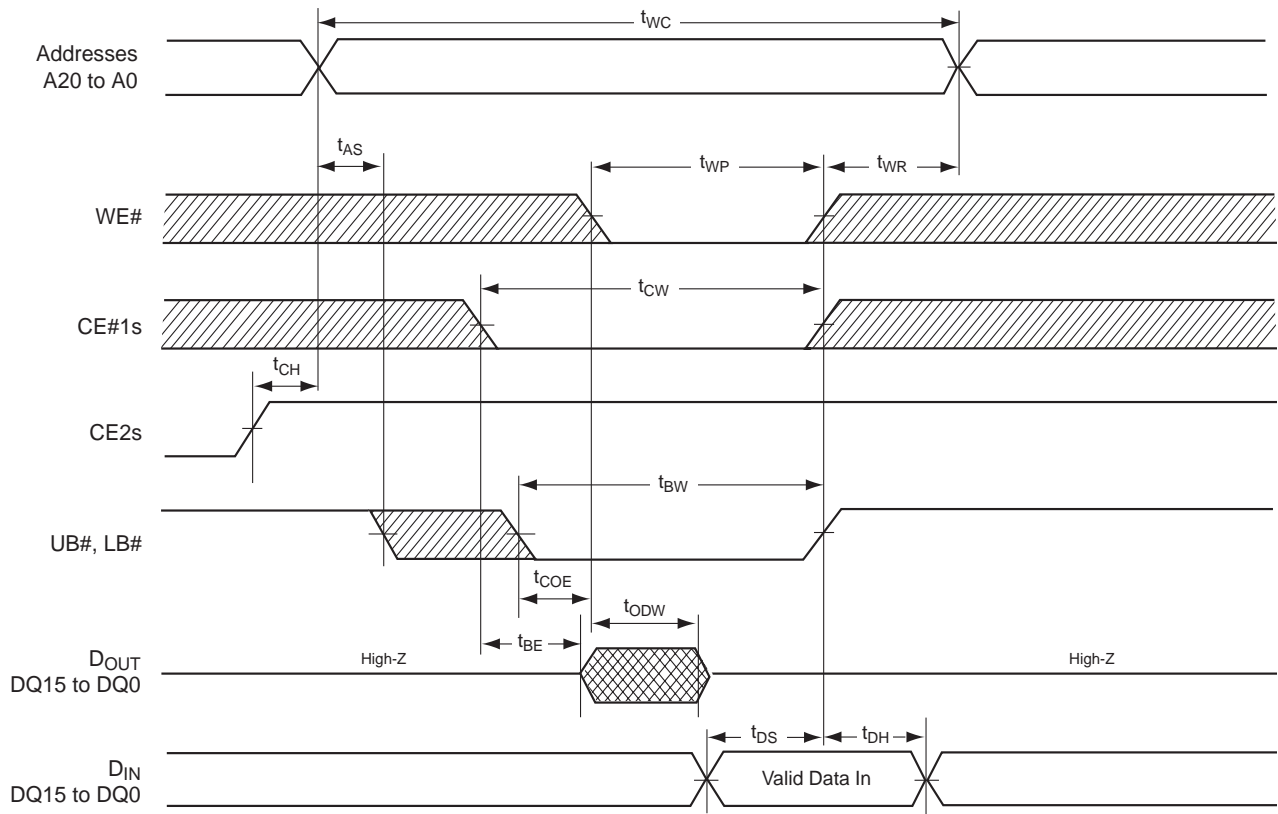 tWC
Addresses
A20 to A0
tAS
tWP
tWR
WE#
tCW
CE#1s
tCH
CE2s
tBW
UB#, LB#
tCOE
tODW
tBE
DOUT
DQ15 to DQ0
High-Z
High-Z
tDS
tDH
DIN
DQ15 to DQ0
Valid Data In